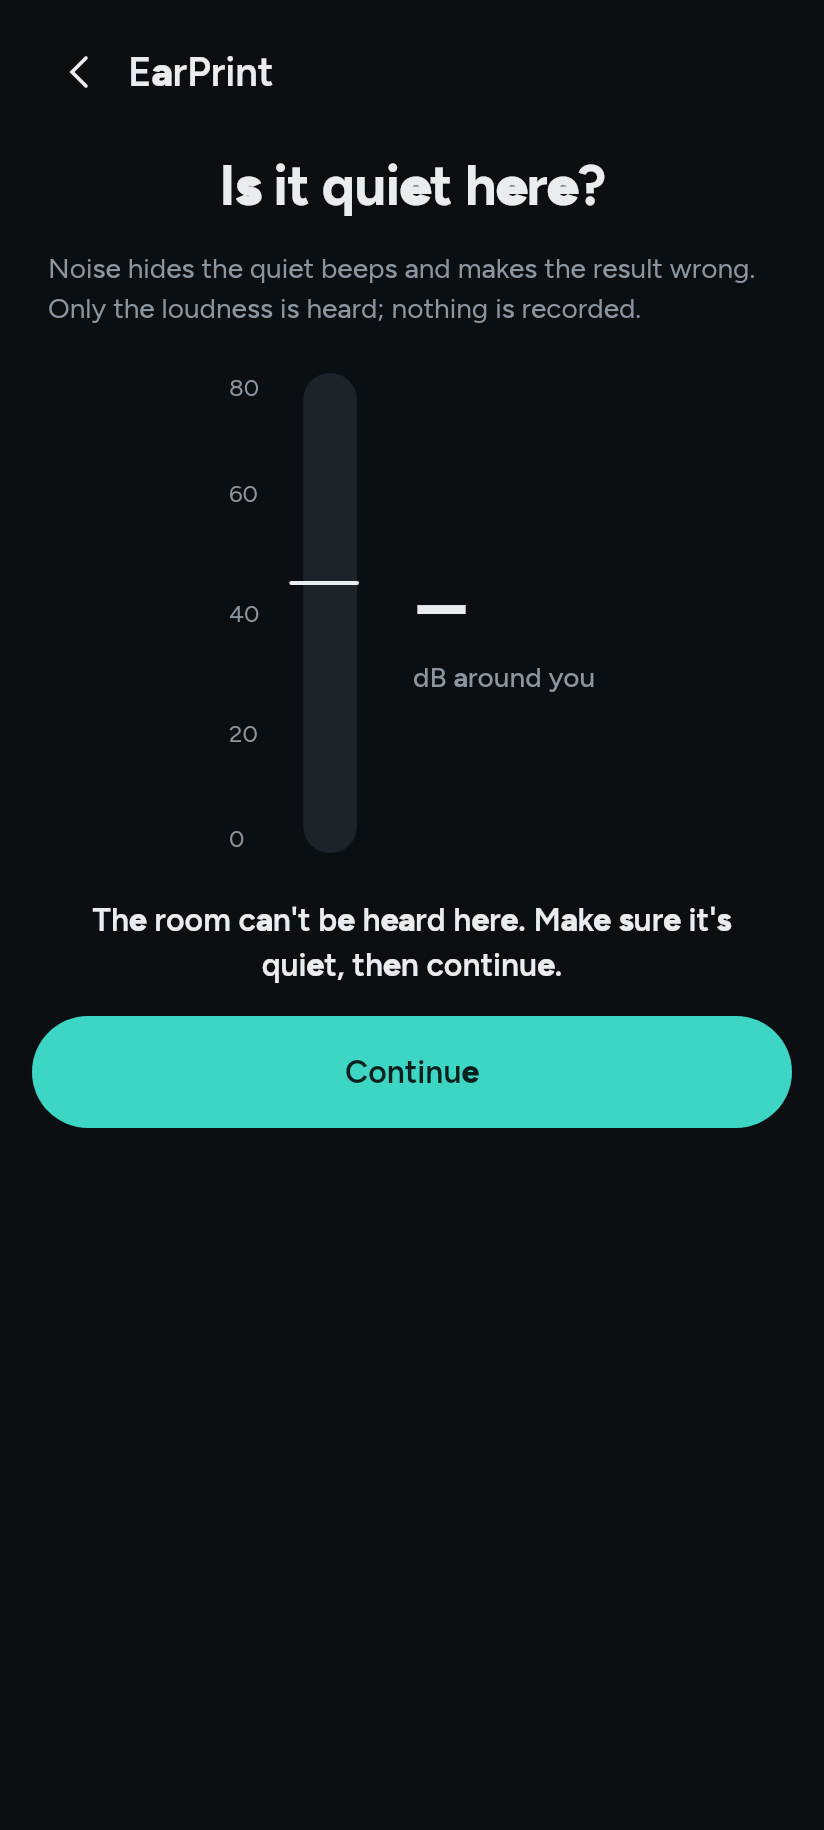 EarPrint
Is it quiet here?
Noise hides the quiet beeps and makes the result wrong.
Only the loudness is heard; nothing is recorded.
80
60
40
—
dB around you
20
0
The room can't be heard here. Make sure it's
quiet, then continue.
Continue